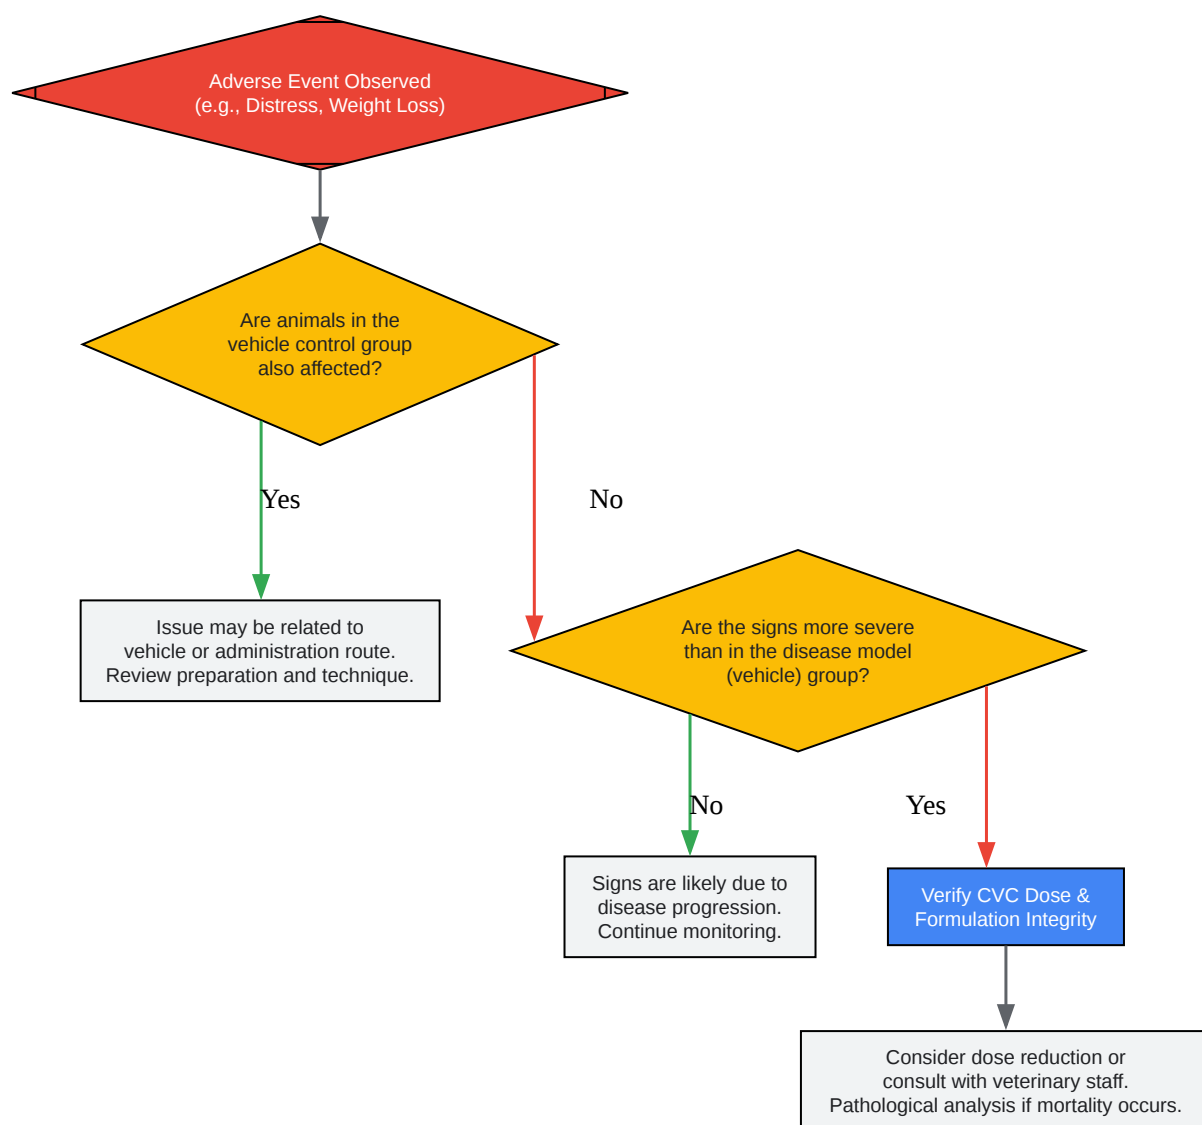 Adverse Event Observed
(e.g., Distress, Weight Loss)
Are animals in the
vehicle control group
also affected?
Yes
No
Issue may be related to
vehicle or administration route.
Review preparation and technique.
Are the signs more severe
than in the disease model
(vehicle) group?
No
Yes
Signs are likely due to
disease progression.
Continue monitoring.
Verify CVC Dose &
Formulation Integrity
Consider dose reduction or
consult with veterinary staff.
Pathological analysis if mortality occurs.